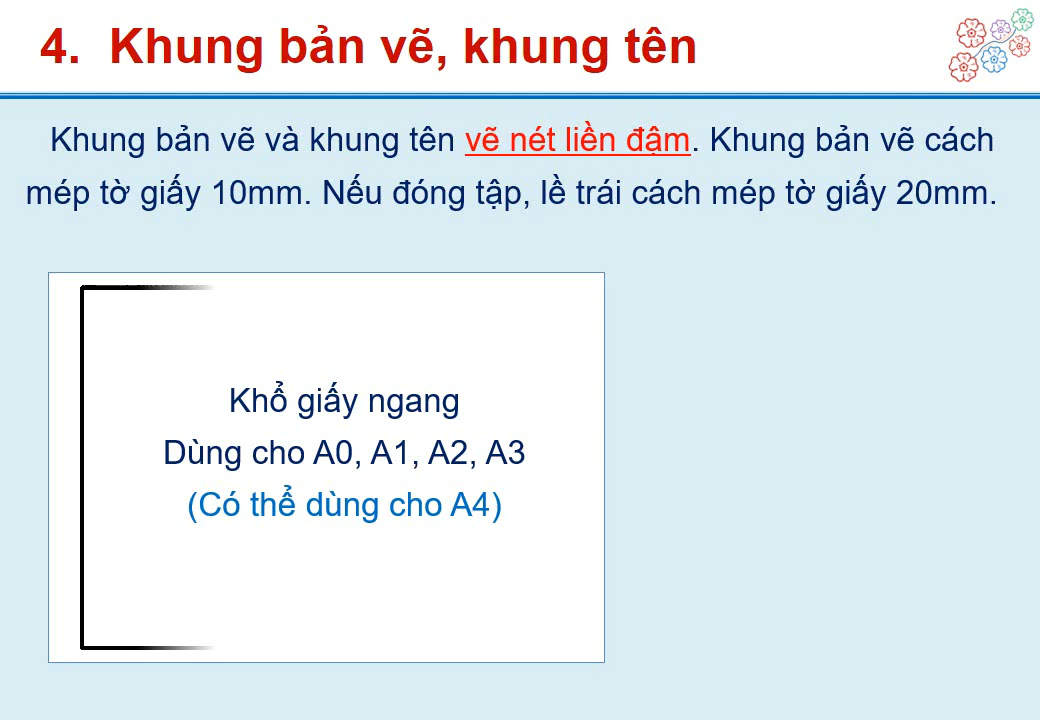 4. Khung bản vẽ, khung tên
Khung bản vẽ và khung tên vẽ nét liền đậm. Khung bản vẽ cách
mép tờ giấy 10mm. Nếu đóng tập, lề trái cách mép tờ giấy 20mm.
Khổ giấy ngang
Dùng cho A0, A1, A2, A3
(Có thể dùng cho A4)